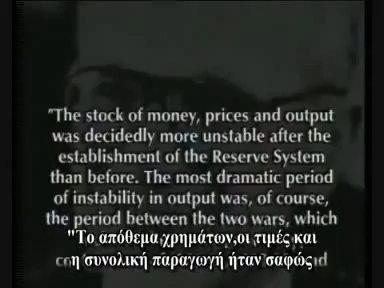 "The stock of money, prices and output
was decidedly more unstable after the
establishment of the Reserve System
than before. The most dramatic period
of instability in output was, of course,
the period between the two wars, which
"Το απόθεμα χρημάτων,οι τιμές και
η συνολική παραγωγή ήταν σαφώς